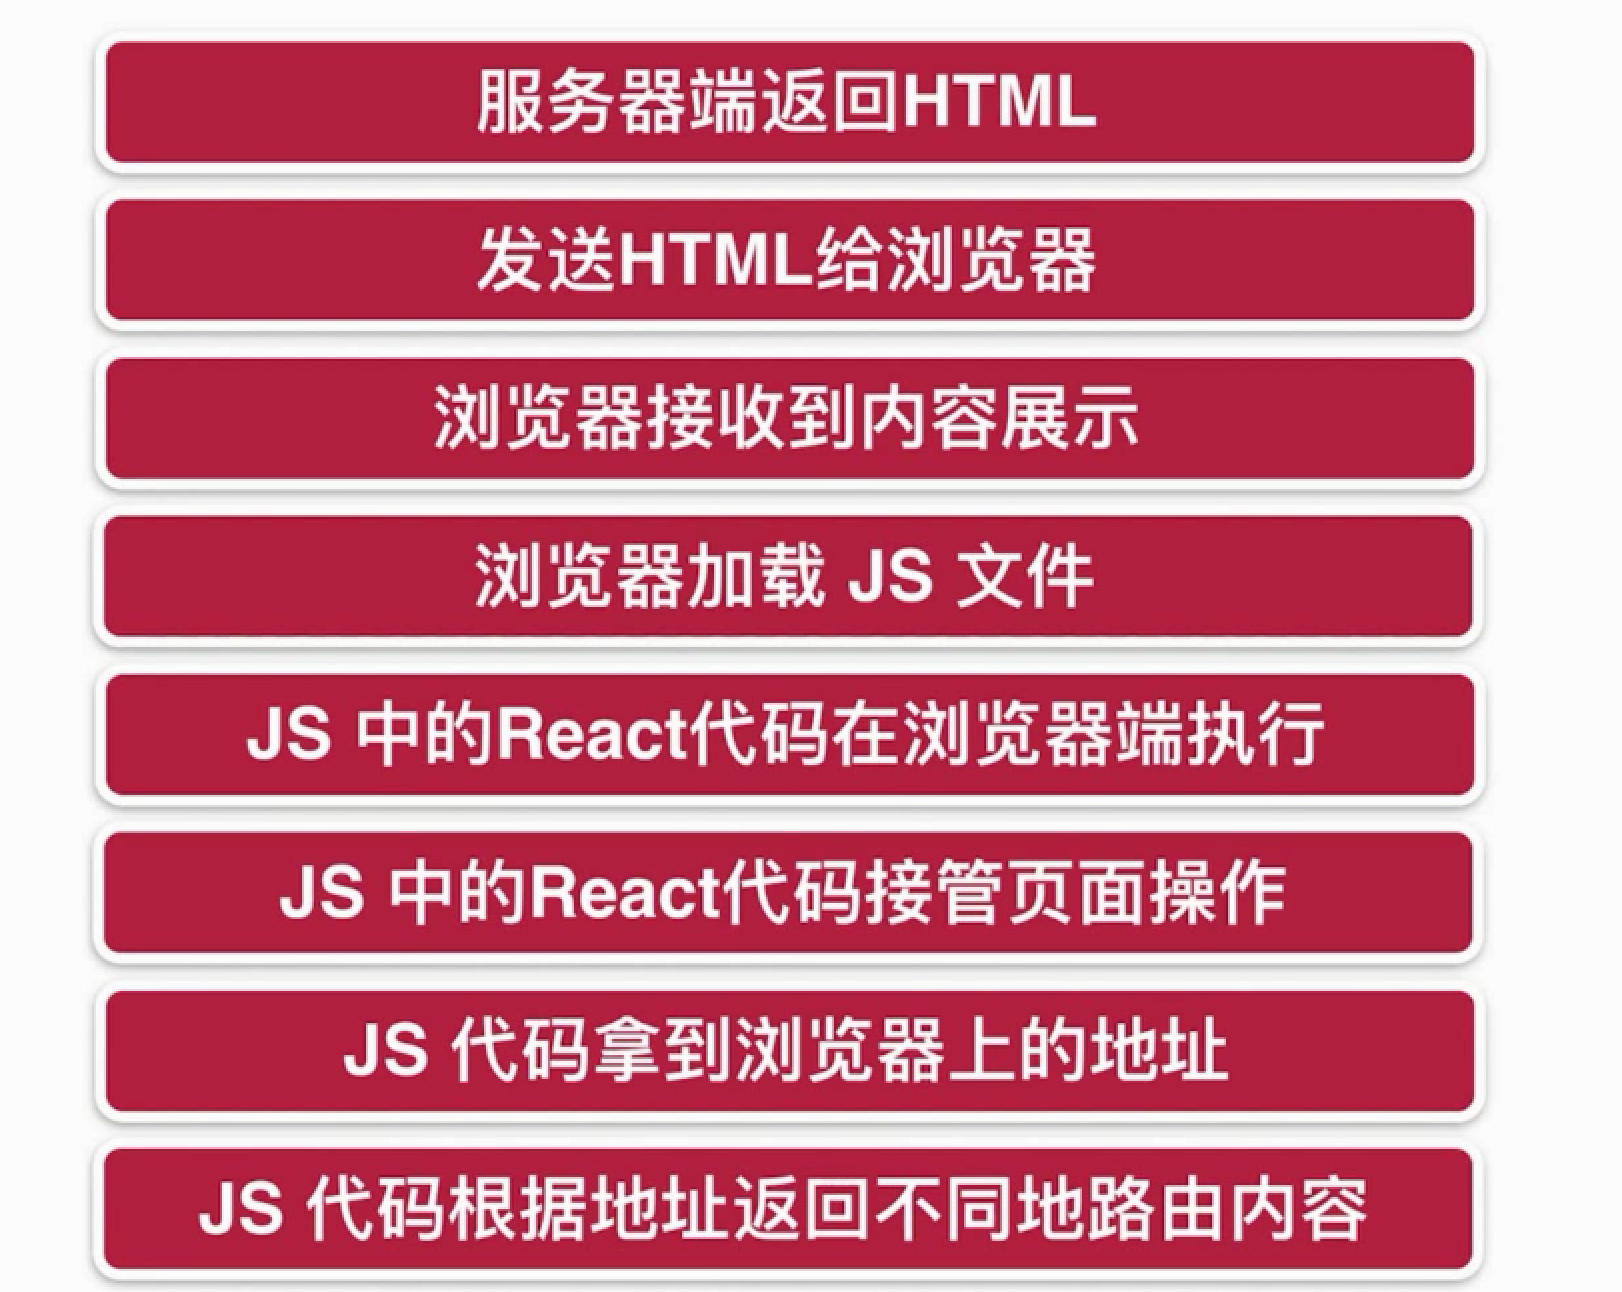 服务器端返回HTML
发送HTML给浏览器
浏览器接收到内容展示
浏览器加载 JS 文件
JS 中的React代码在浏览器端执行
JS 中的React代码接管页面操作
JS 代码拿到浏览器上的地址
JS 代码根据地址返回不同地路由内容